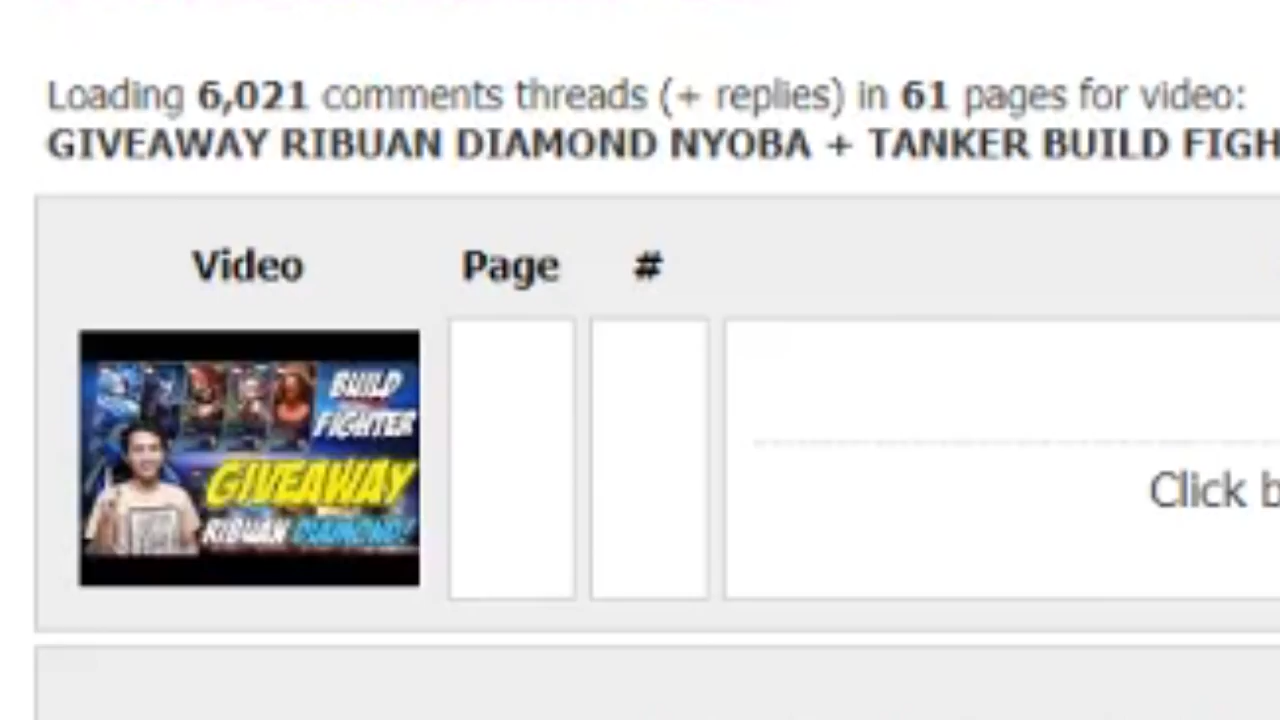 Loading 6,021 comments threads (+ replies) in 61 pages for video:
GIVEAWAY RIBUAN DIAMOND NYOBA + TANKER BUILD FIGH
Video Page #
BUILD
FIGHTER
GIVEAWAY
RIBUAN DIAMOND!
Click b